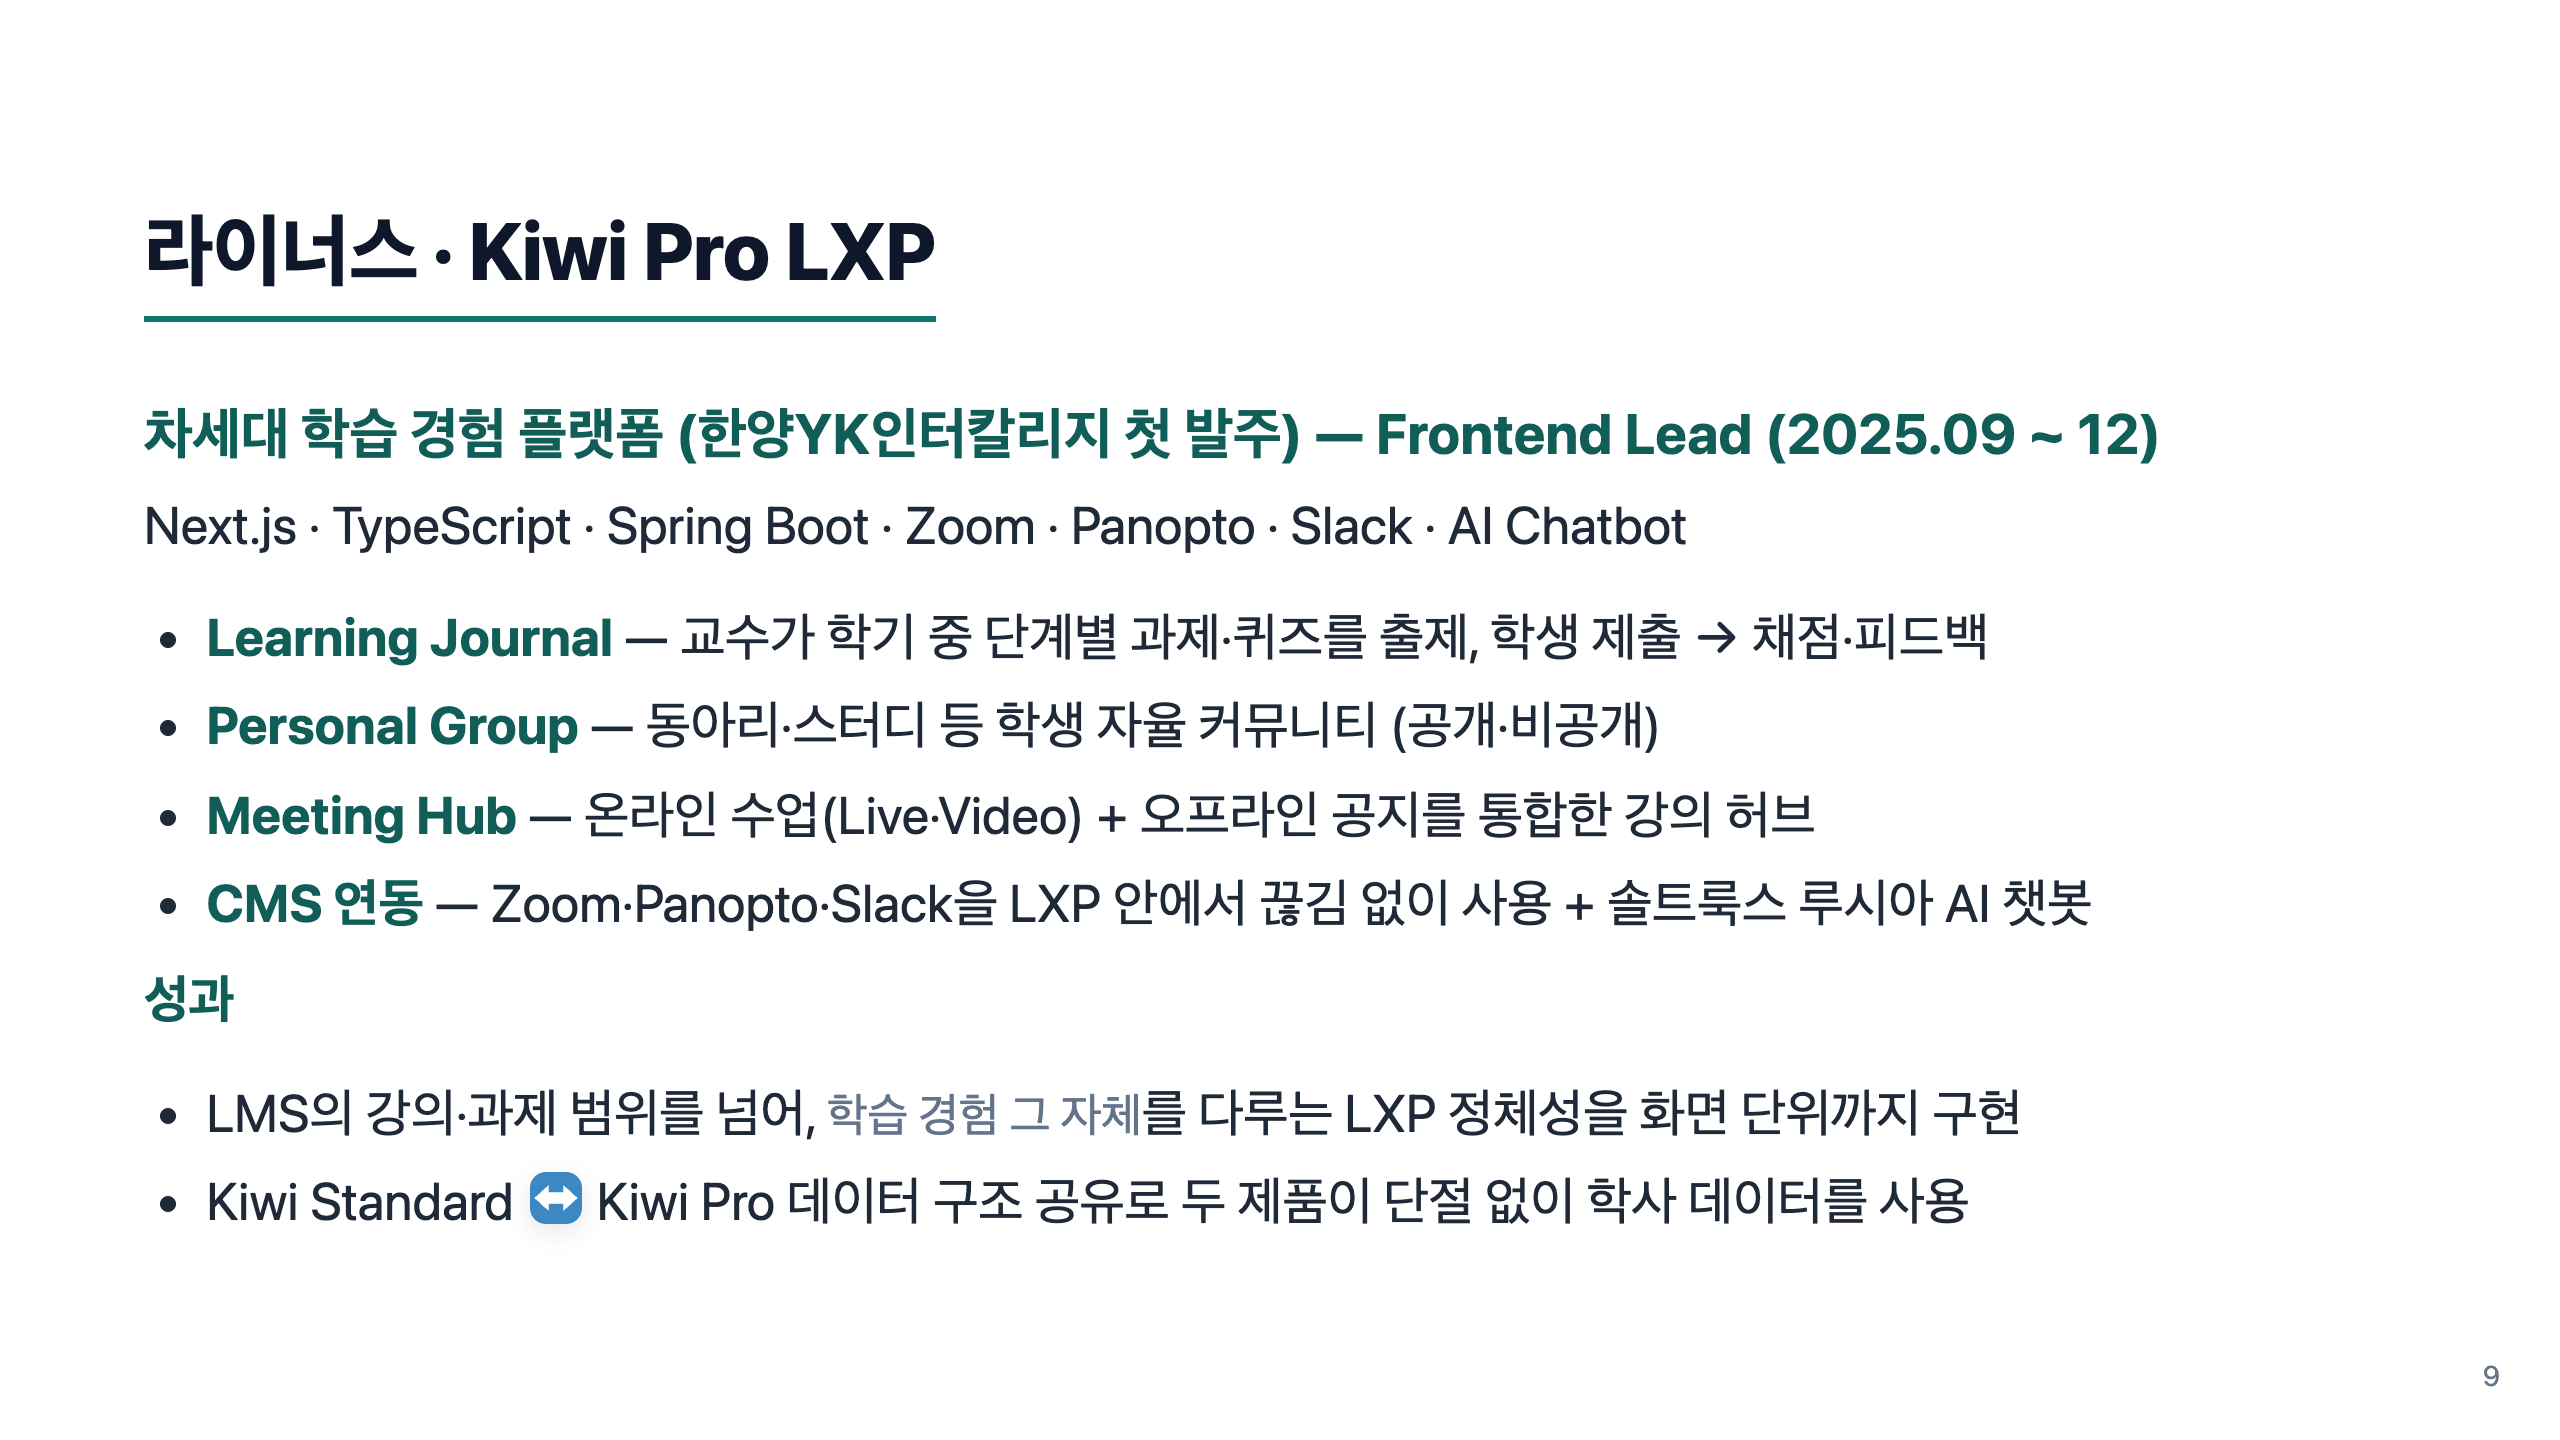 라이너스 · Kiwi Pro LXP
차세대 학습 경험 플랫폼 (한양YK인터칼리지 첫 발주) — Frontend Lead (2025.09 ~ 12)
Next.js · TypeScript · Spring Boot · Zoom · Panopto · Slack · AI Chatbot
• Learning Journal — 교수가 학기 중 단계별 과제·퀴즈를 출제, 학생 제출 → 채점·피드백
• Personal Group — 동아리·스터디 등 학생 자율 커뮤니티 (공개·비공개)
• Meeting Hub — 온라인 수업(Live·Video) + 오프라인 공지를 통합한 강의 허브
• CMS 연동 — Zoom·Panopto·Slack을 LXP 안에서 끊김 없이 사용 + 솔트룩스 루시아 AI 챗봇
성과
• LMS의 강의·과제 범위를 넘어, 학습 경험 그 자체를 다루는 LXP 정체성을 화면 단위까지 구현
• Kiwi Standard ↔️ Kiwi Pro 데이터 구조 공유로 두 제품이 단절 없이 학사 데이터를 사용
9